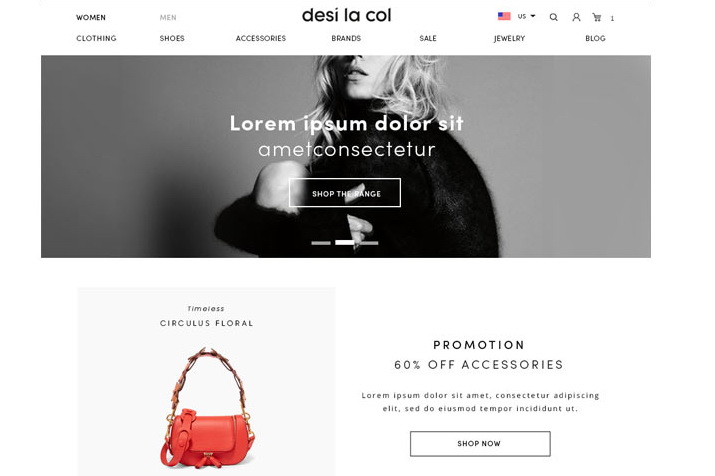 WOMEN MEN desi la col US 1
CLOTHING SHOES ACCESSORIES BRANDS SALE JEWELRY BLOG
Lorem ipsum dolor sit
ametconsectetur
SHOP THE RANGE
Timeless
CIRCULUS FLORAL
PROMOTION
60% OFF ACCESSORIES
Lorem ipsum dolor sit amet, consectetur adipiscing
elit, sed do eiusmod tempor incididunt ut.
SHOP NOW